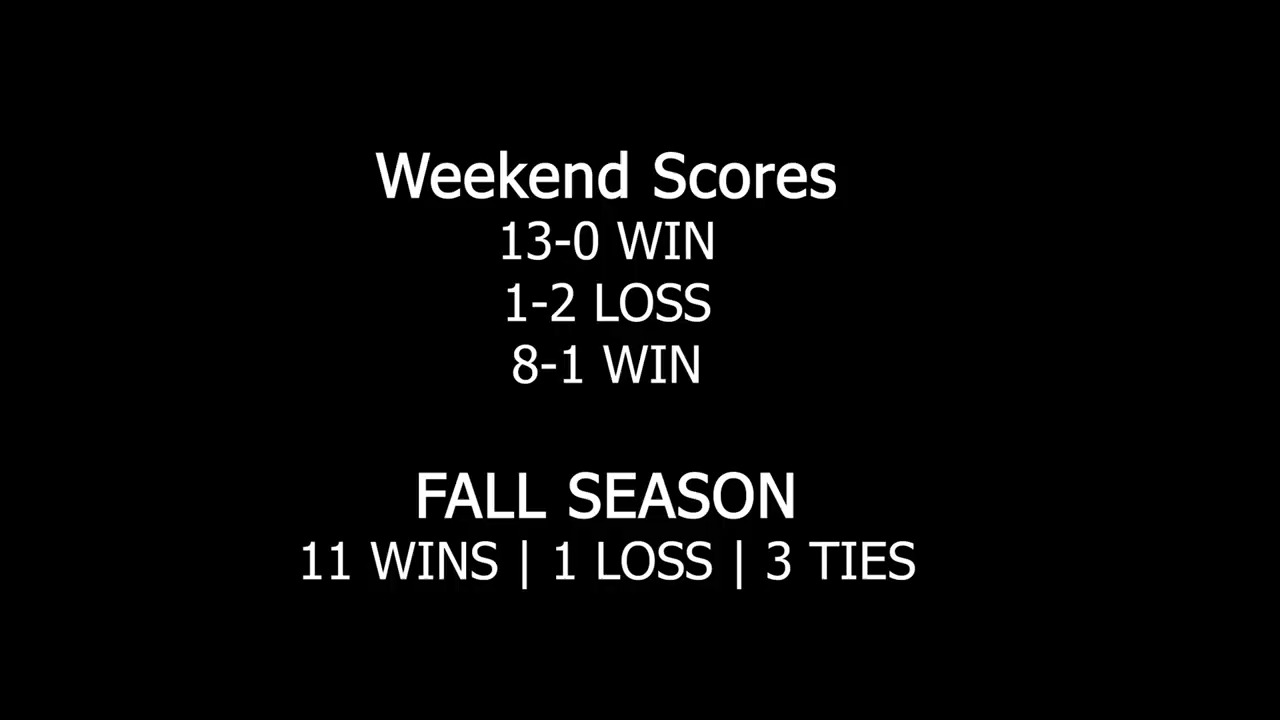 Weekend Scores
13-0 WIN
1-2 LOSS
8-1 WIN
FALL SEASON
11 WINS | 1 LOSS | 3 TIES